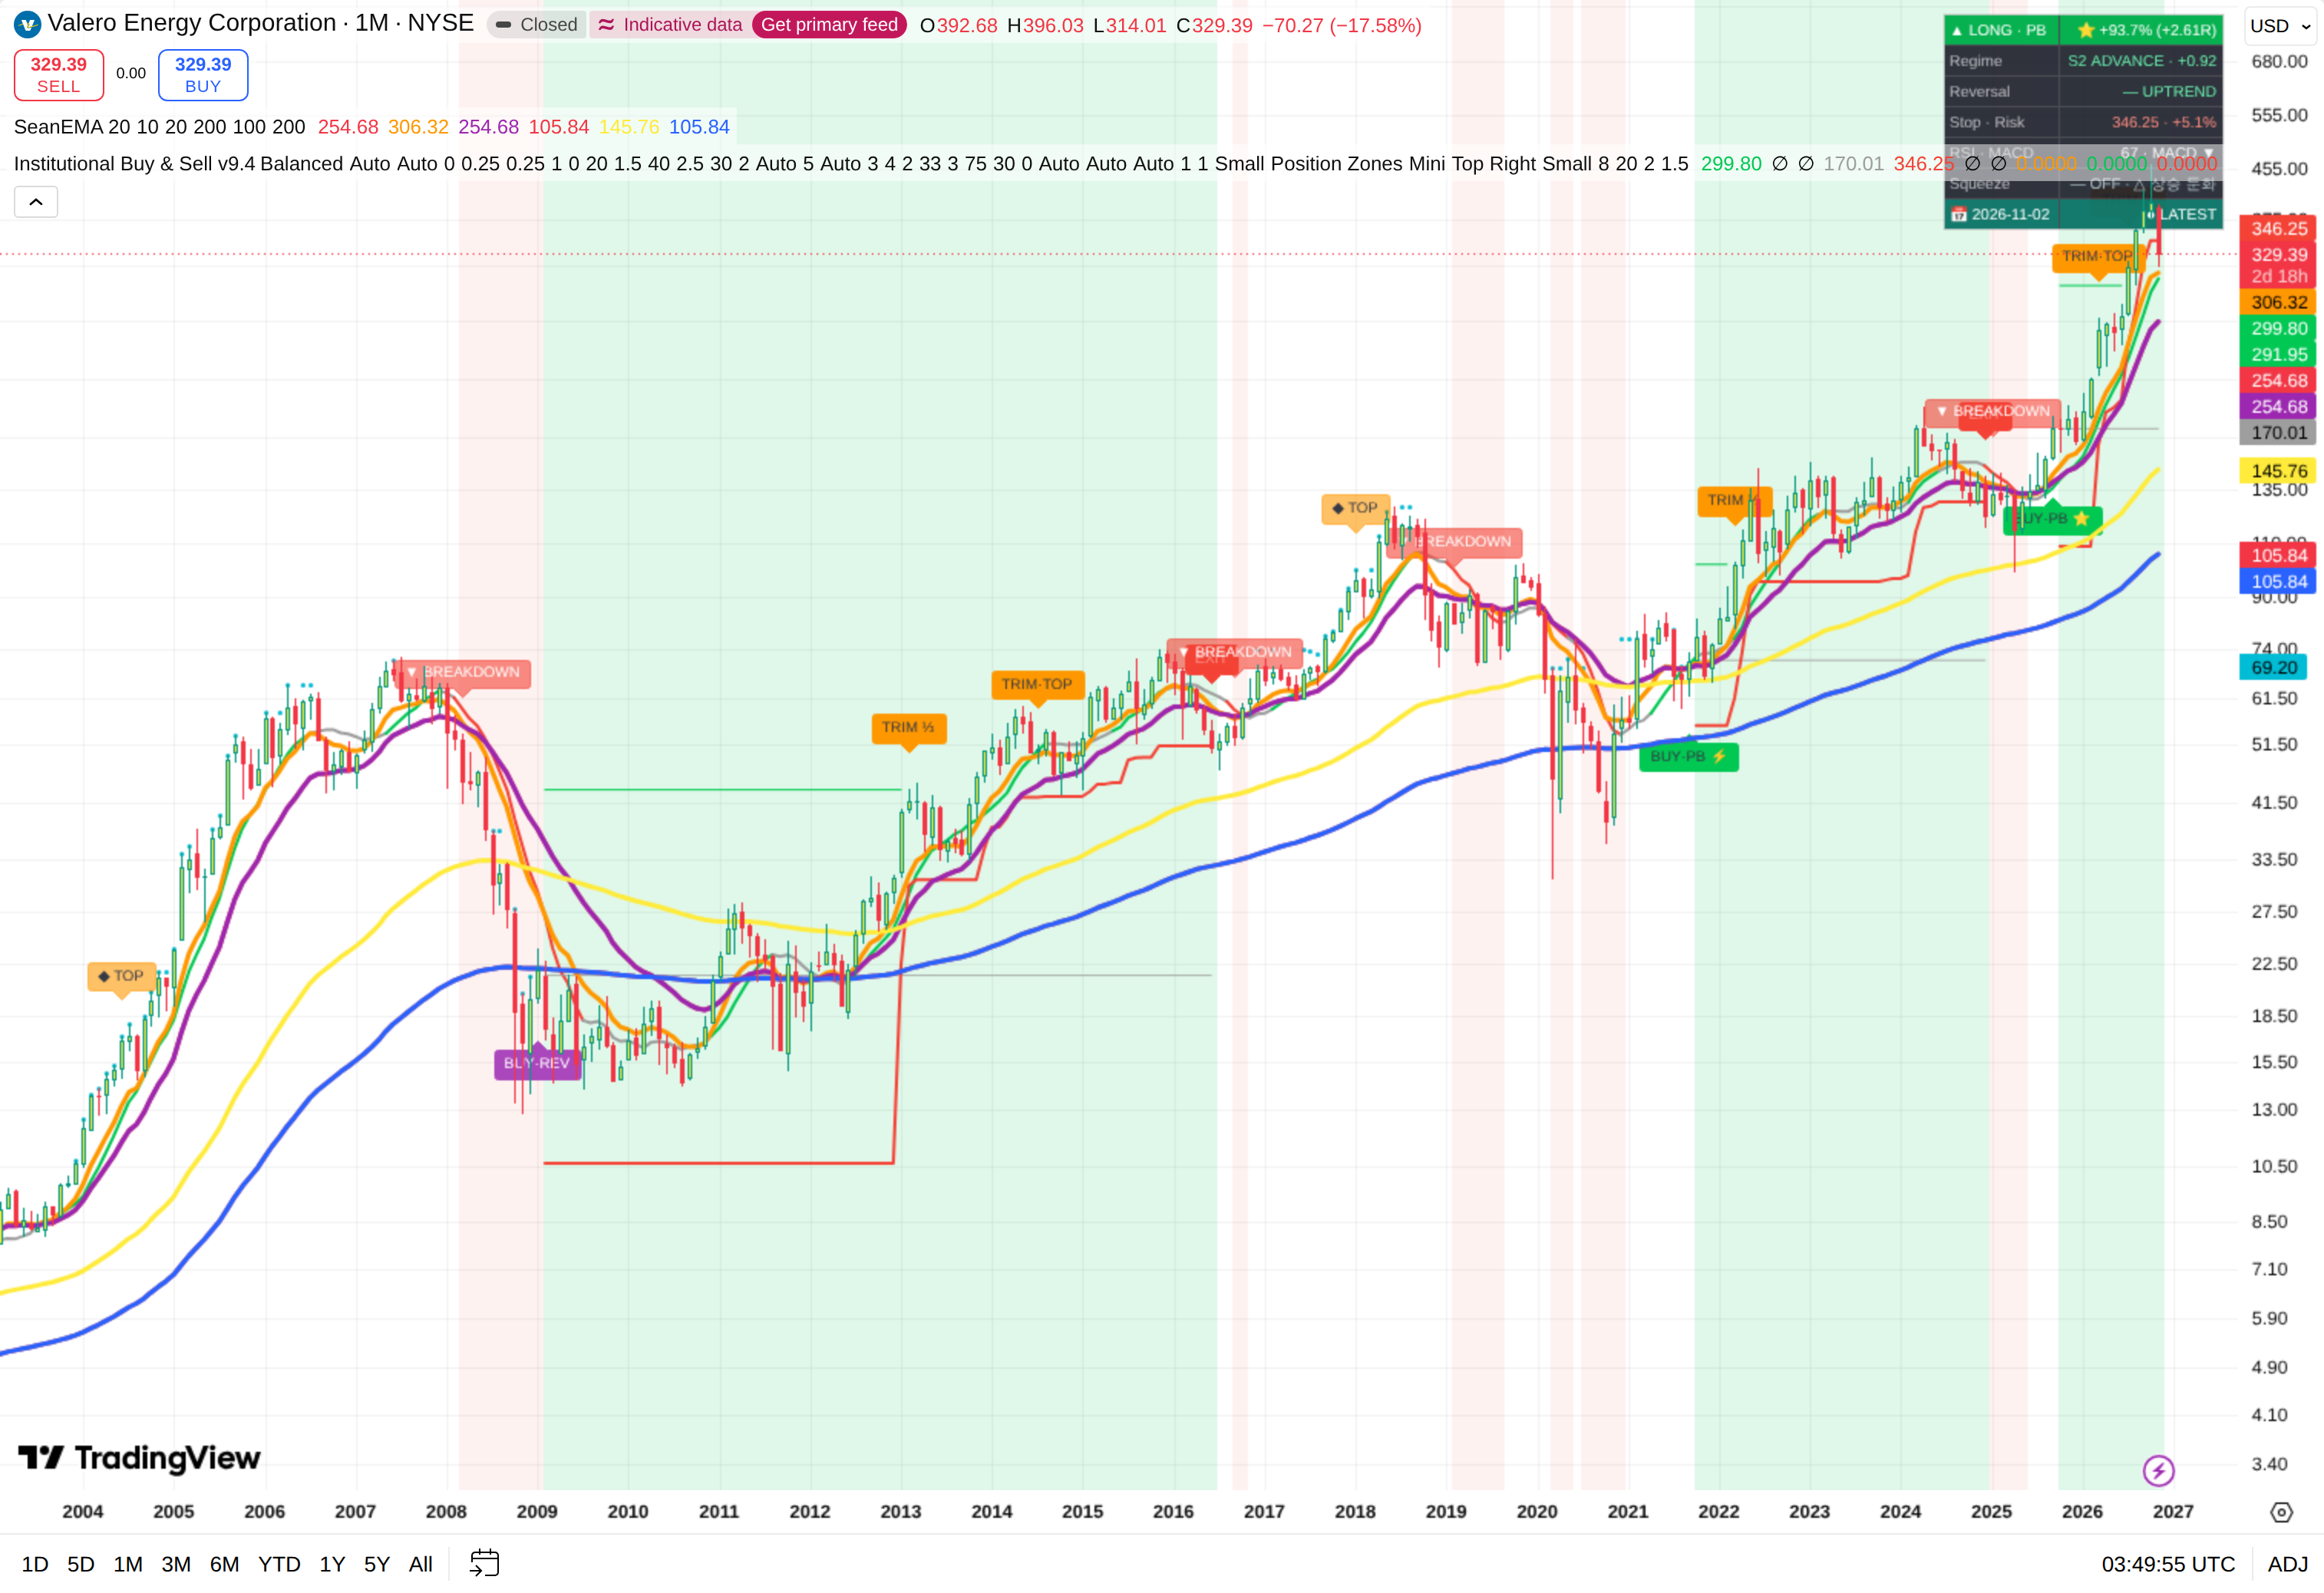 Valero Energy Corporation · 1M · NYSE Closed Indicative data Get primary feed O392.68 H396.03 L314.01 C329.39 −70.27 (−17.58%)
329.39 SELL
0.00
329.39 BUY
SeanEMA 20 10 20 200 100 200 254.68 306.32 254.68 105.84 145.76 105.84
Institutional Buy & Sell v9.4 Balanced Auto Auto 0 0.25 0.25 1 0 20 1.5 40 2.5 30 2 Auto 5 Auto 3 4 2 33 3 75 30 0 Auto Auto Auto 1 1 Small Position Zones Mini Top Right Small 8 20 2 1.5 299.80 ∅ ∅ 170.01 346.25 ∅ ∅ 0.0000 0.0000 0.0000
▲ LONG · PB ⭐ +93.7% (+2.61R)
Regime S2 ADVANCE · +0.92
Reversal — UPTREND
Stop · Risk 346.25 · +5.1%
RSI · MACD 67 · MACD ▼
Squeeze — OFF · △ 상승 둔화
📅 2026-11-02 LATEST
USD
680.00
555.00
455.00
346.25
329.39
2d 18h
306.32
299.80
291.95
254.68
254.68
170.01
145.76
135.00
105.84
105.84
90.00
74.00
69.20
61.50
51.50
41.50
33.50
27.50
22.50
18.50
15.50
13.00
10.50
8.50
7.10
5.90
4.90
4.10
3.40
TRIM-TOP
▼ BREAKDOWN
BUY-PB ⭐
TRIM
◆ TOP
BREAKDOWN
BUY-PB ⚡
▼ BREAKDOWN
TRIM-TOP
TRIM ⅓
▼ BREAKDOWN
◆ TOP
BUY-REV
TradingView
2004 2005 2006 2007 2008 2009 2010 2011 2012 2013 2014 2015 2016 2017 2018 2019 2020 2021 2022 2023 2024 2025 2026 2027
1D 5D 1M 3M 6M YTD 1Y 5Y All 03:49:55 UTC ADJ